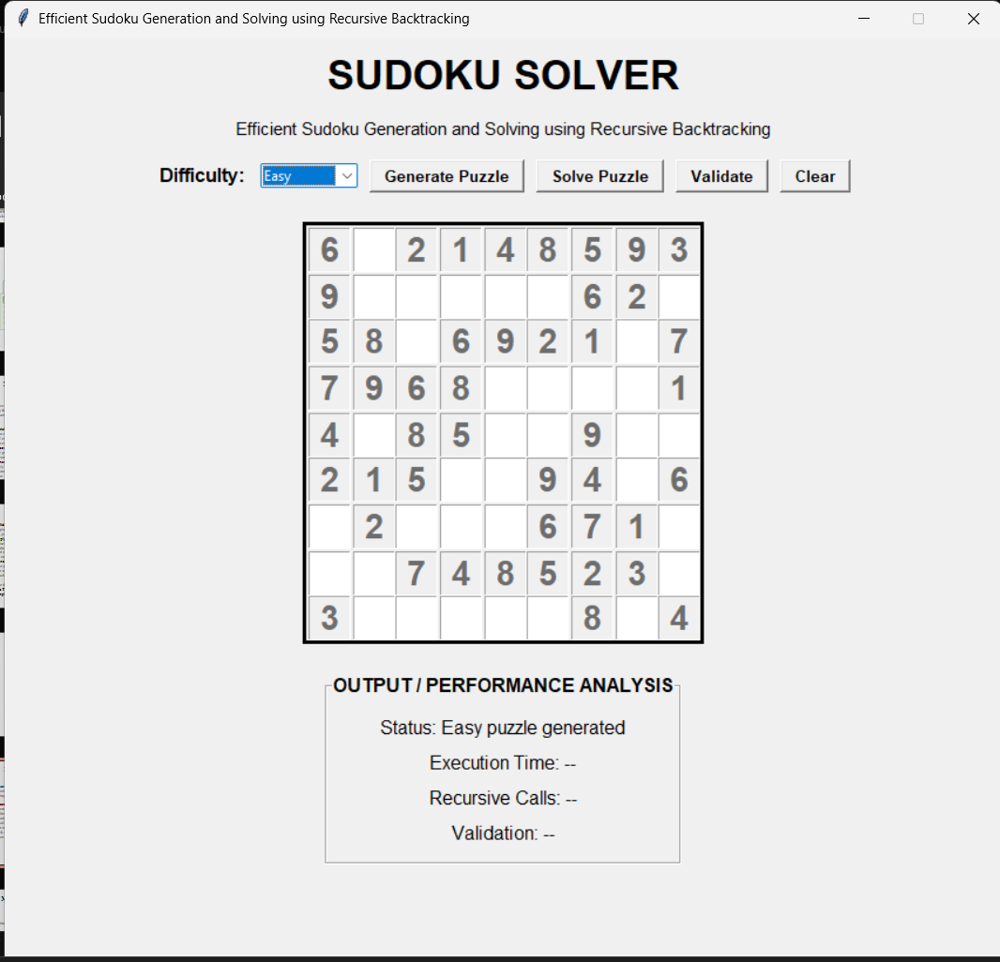 Efficient Sudoku Generation and Solving using Recursive Backtracking
SUDOKU SOLVER
Efficient Sudoku Generation and Solving using Recursive Backtracking
Difficulty: Easy Generate Puzzle Solve Puzzle Validate Clear
6 2 1 4 8 5 9 3
9 6 2
5 8 6 9 2 1 7
7 9 6 8 1
4 8 5 9
2 1 5 9 4 6
2 6 7 1
7 4 8 5 2 3
3 8 4
OUTPUT / PERFORMANCE ANALYSIS
Status: Easy puzzle generated
Execution Time: --
Recursive Calls: --
Validation: --